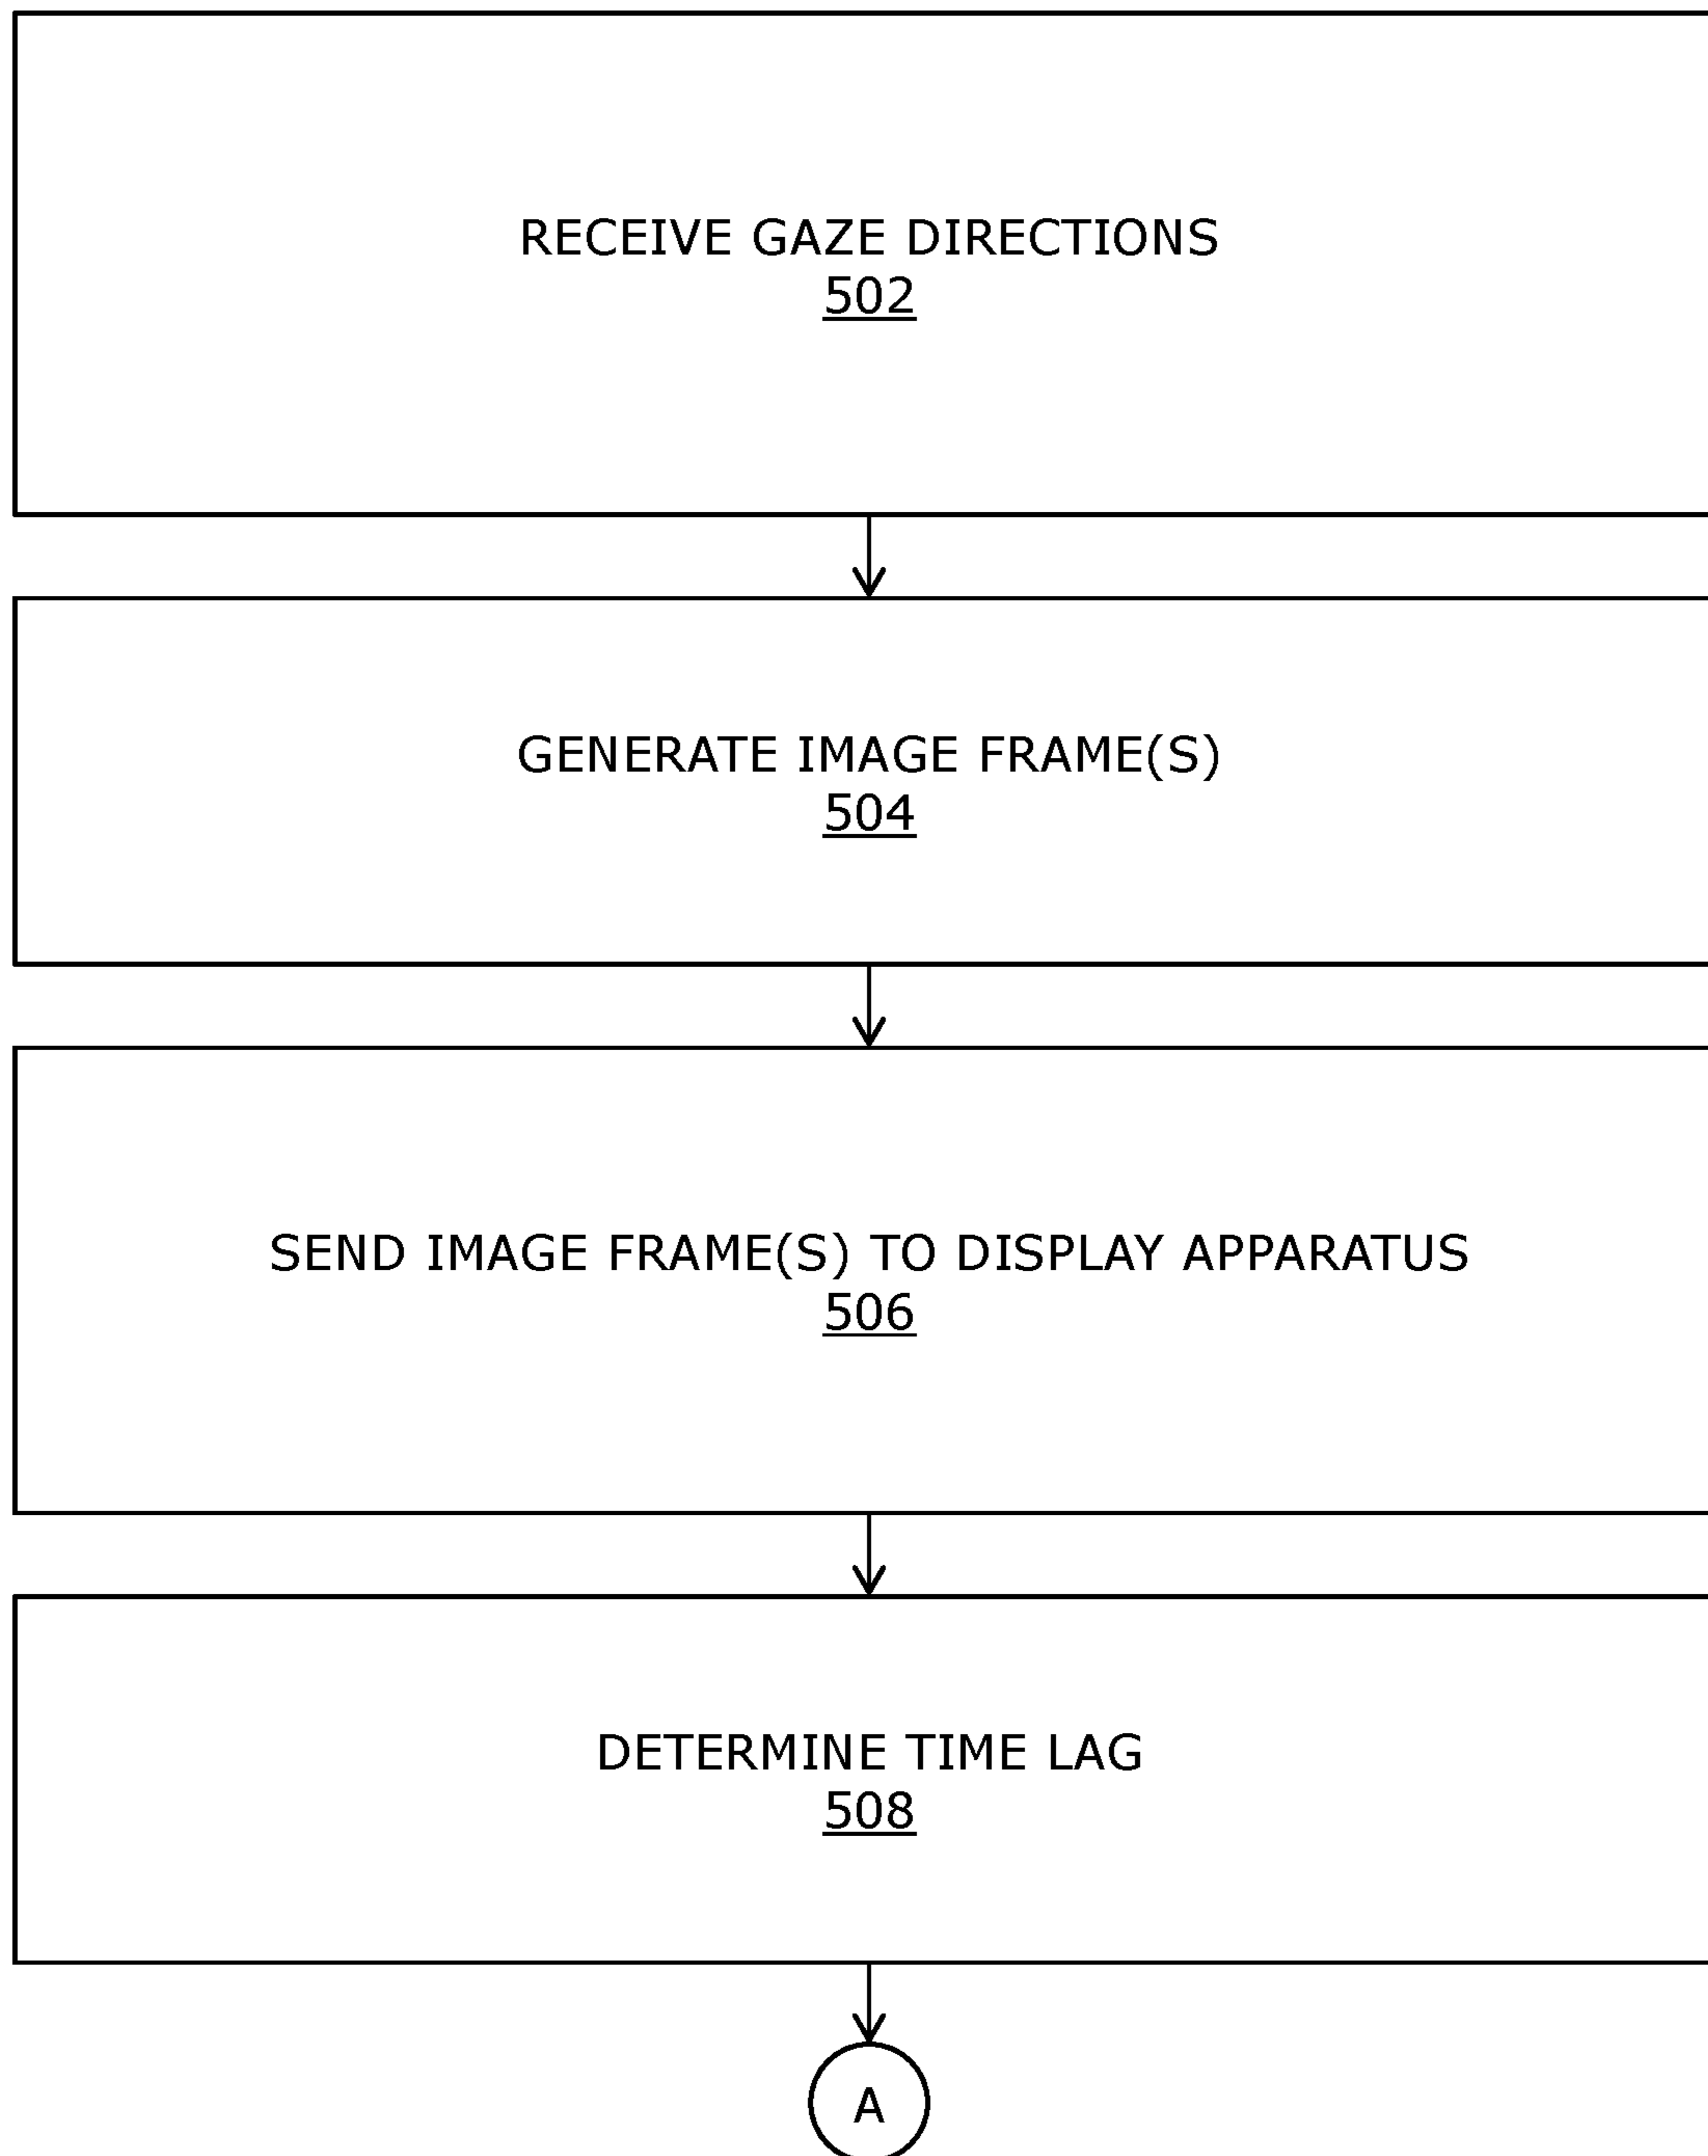 RECEIVE GAZE DIRECTIONS
502
GENERATE IMAGE FRAME(S)
504
SEND IMAGE FRAME(S) TO DISPLAY APPARATUS
506
DETERMINE TIME LAG
508
A